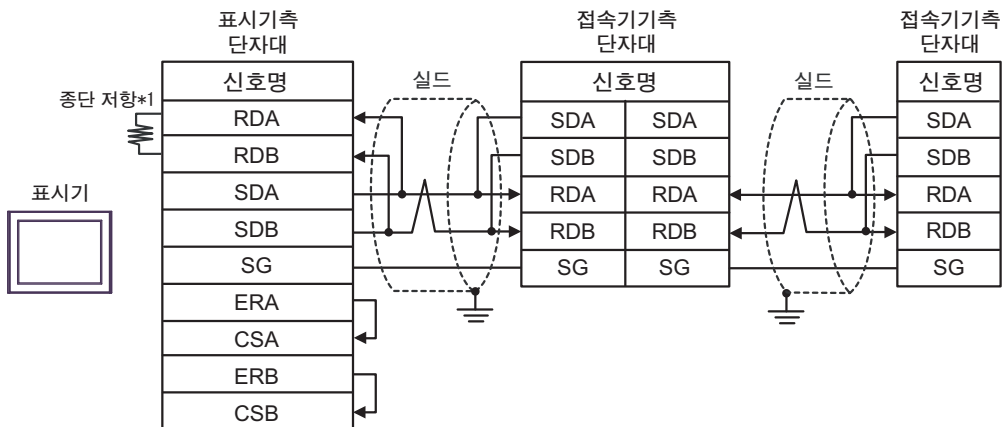 표시기측
단자대
접속기기측
단자대
접속기기측
단자대
신호명
실드
신호명
실드
신호명
종단 저항*1
RDA
RDB
SDA
SDB
SG
ERA
CSA
ERB
CSB
표시기
SDA SDA
SDB SDB
RDA RDA
RDB RDB
SG SG
SDA
SDB
RDA
RDB
SG